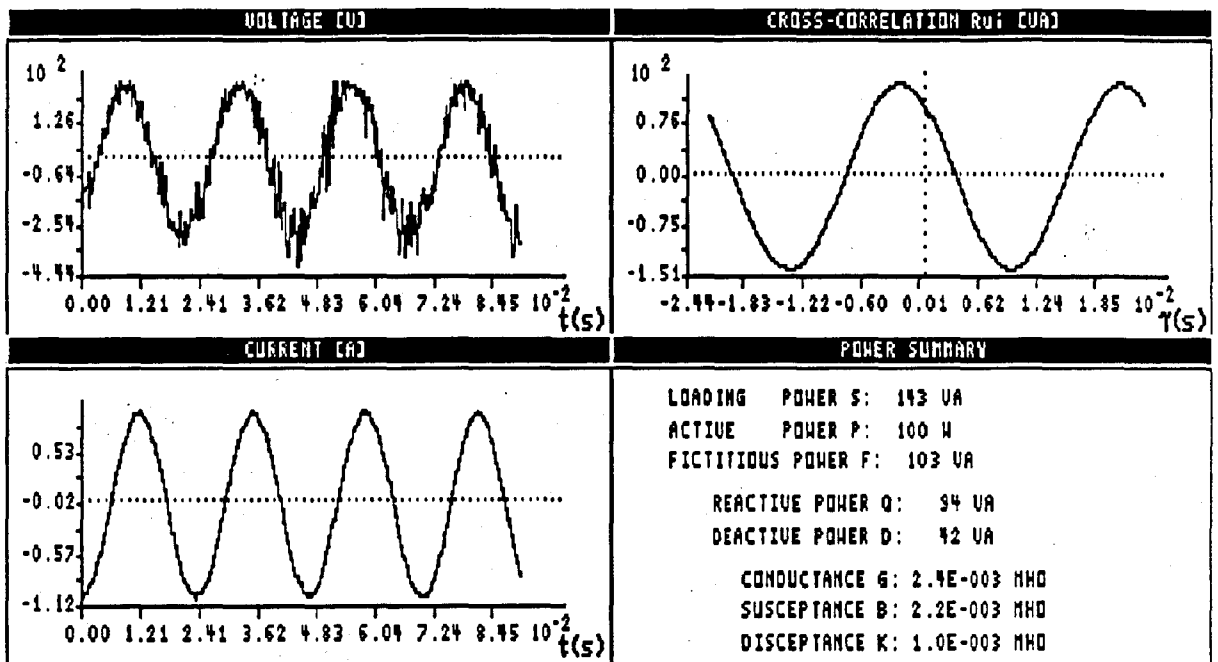 VOLTAGE [V]
10 2
1.26
-0.64
-2.54
-4.44
0.00 1.21 2.41 3.62 4.83 6.04 7.24 8.45 10-2
t(s)
CROSS-CORRELATION Rui [VA]
10 2
0.76
0.00
-0.75
-1.51
-2.44 -1.83 -1.22 -0.60 0.01 0.62 1.24 1.85 10-2
τ(s)
CURRENT [A]
0.53
-0.02
-0.57
-1.12
0.00 1.21 2.41 3.62 4.83 6.04 7.24 8.45 10-2
t(s)
POWER SUMMARY
LOADING POWER S: 143 VA
ACTIVE POWER P: 100 W
FICTITIOUS POWER F: 103 VA
REACTIVE POWER Q: 94 VA
DEACTIVE POWER D: 42 VA
CONDUCTANCE G: 2.4E-003 MHO
SUSCEPTANCE B: 2.2E-003 MHO
DISCEPTANCE K: 1.0E-003 MHO